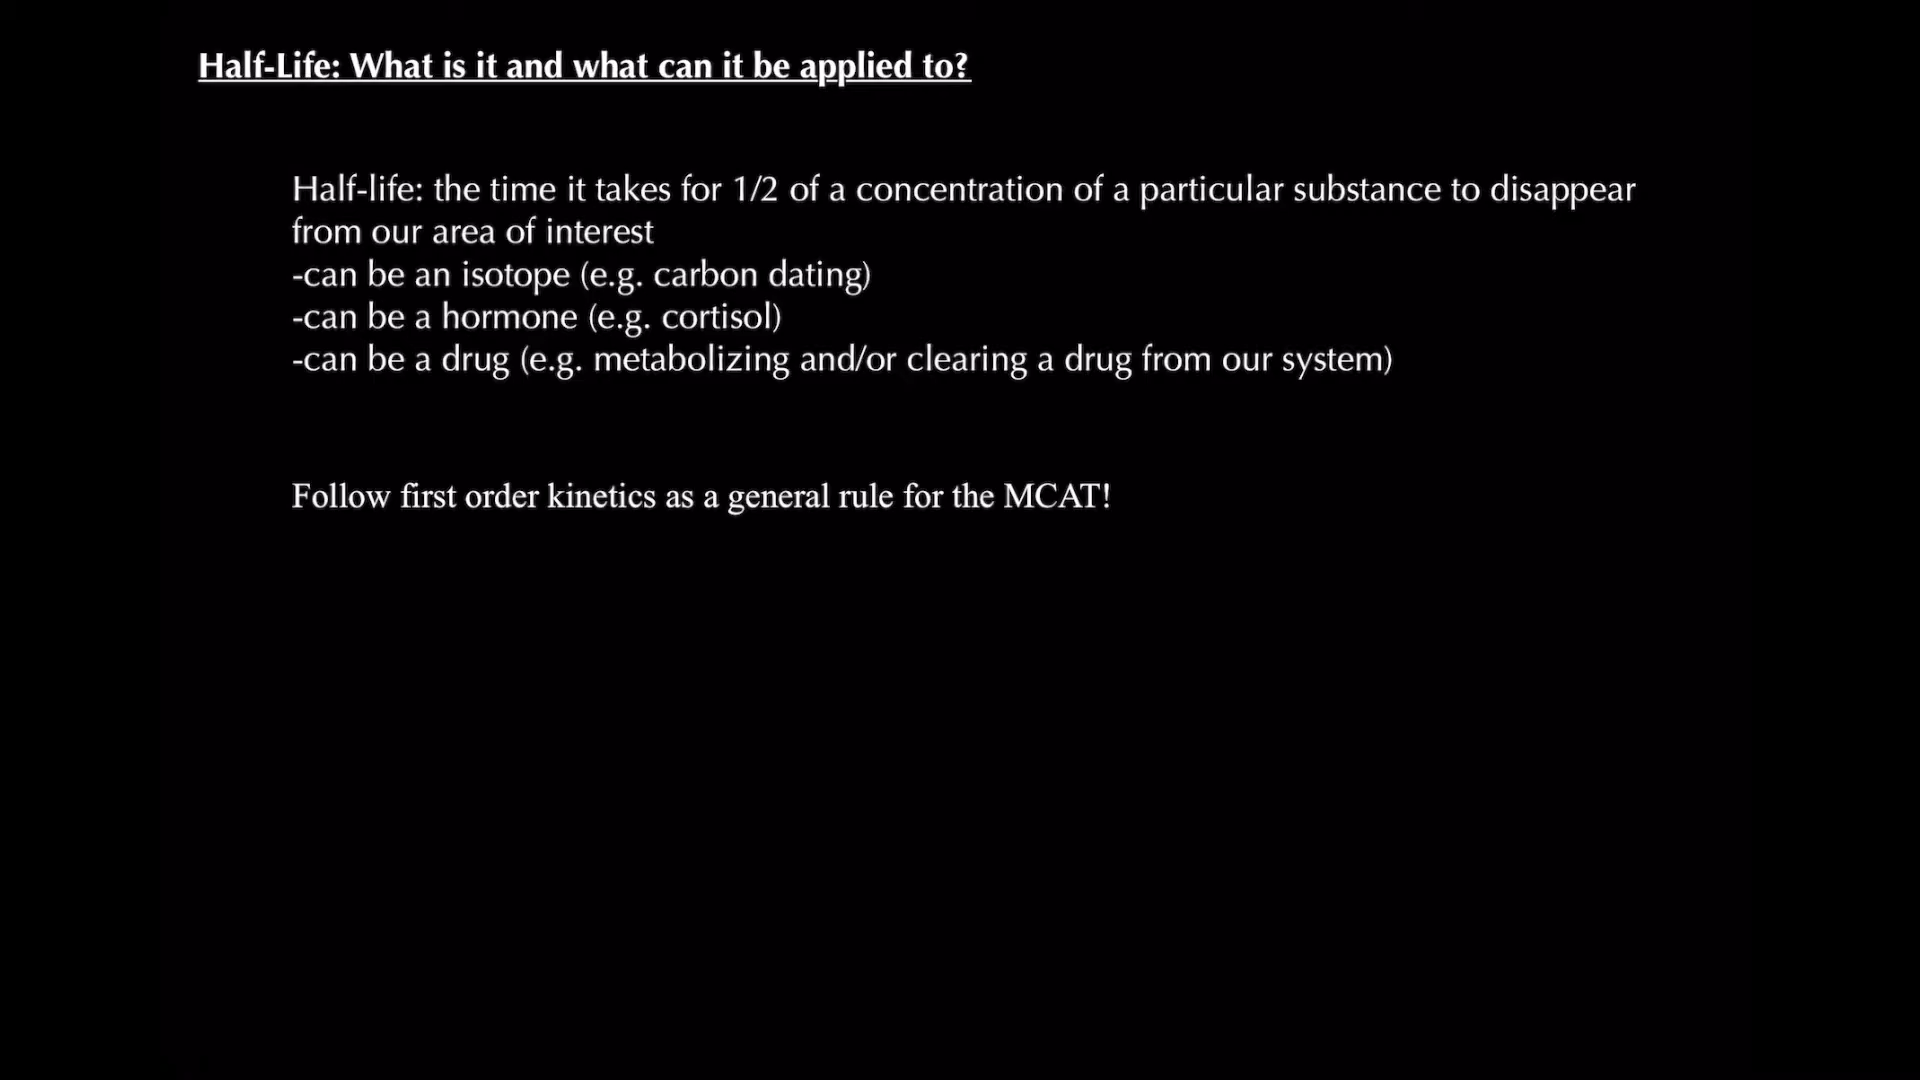 Half-Life: What is it and what can it be applied to?
Half-life: the time it takes for 1/2 of a concentration of a particular substance to disappear
from our area of interest
-can be an isotope (e.g. carbon dating)
-can be a hormone (e.g. cortisol)
-can be a drug (e.g. metabolizing and/or clearing a drug from our system)
Follow first order kinetics as a general rule for the MCAT!